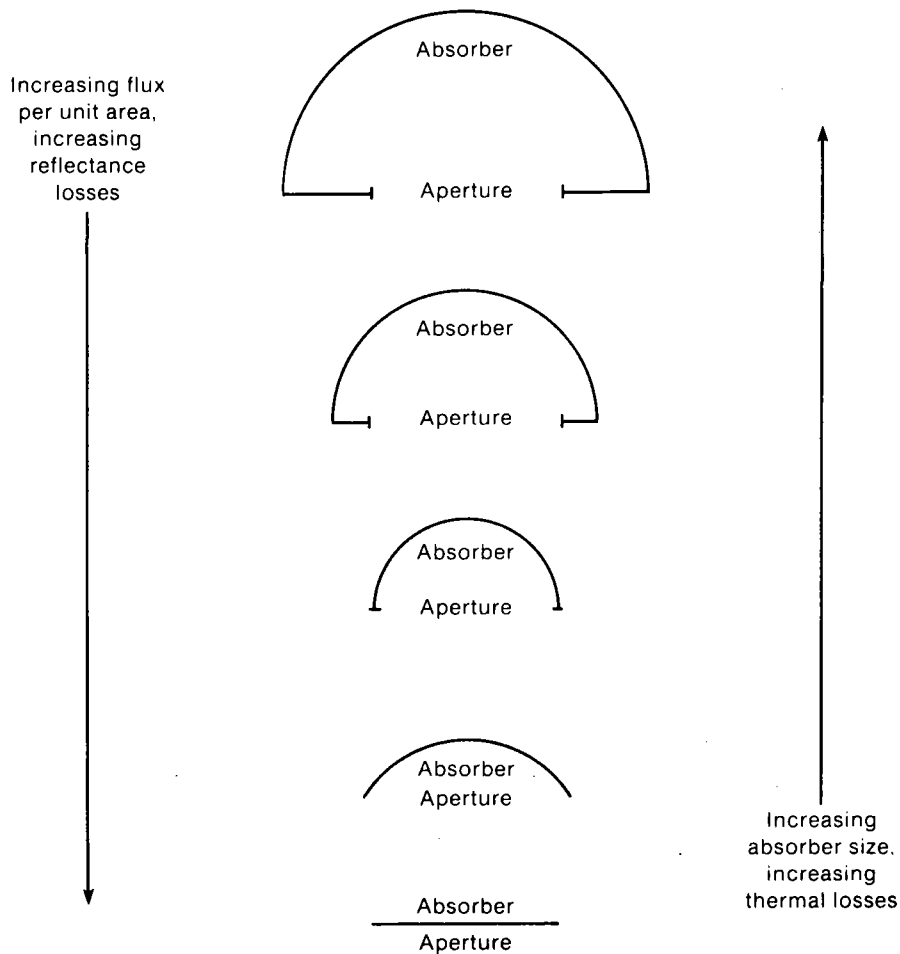 Absorber
Increasing flux
per unit area,
increasing
reflectance
losses
Aperture
Absorber
Aperture
Absorber
Aperture
Absorber
Aperture
Increasing
absorber size,
increasing
thermal losses
Absorber
Aperture